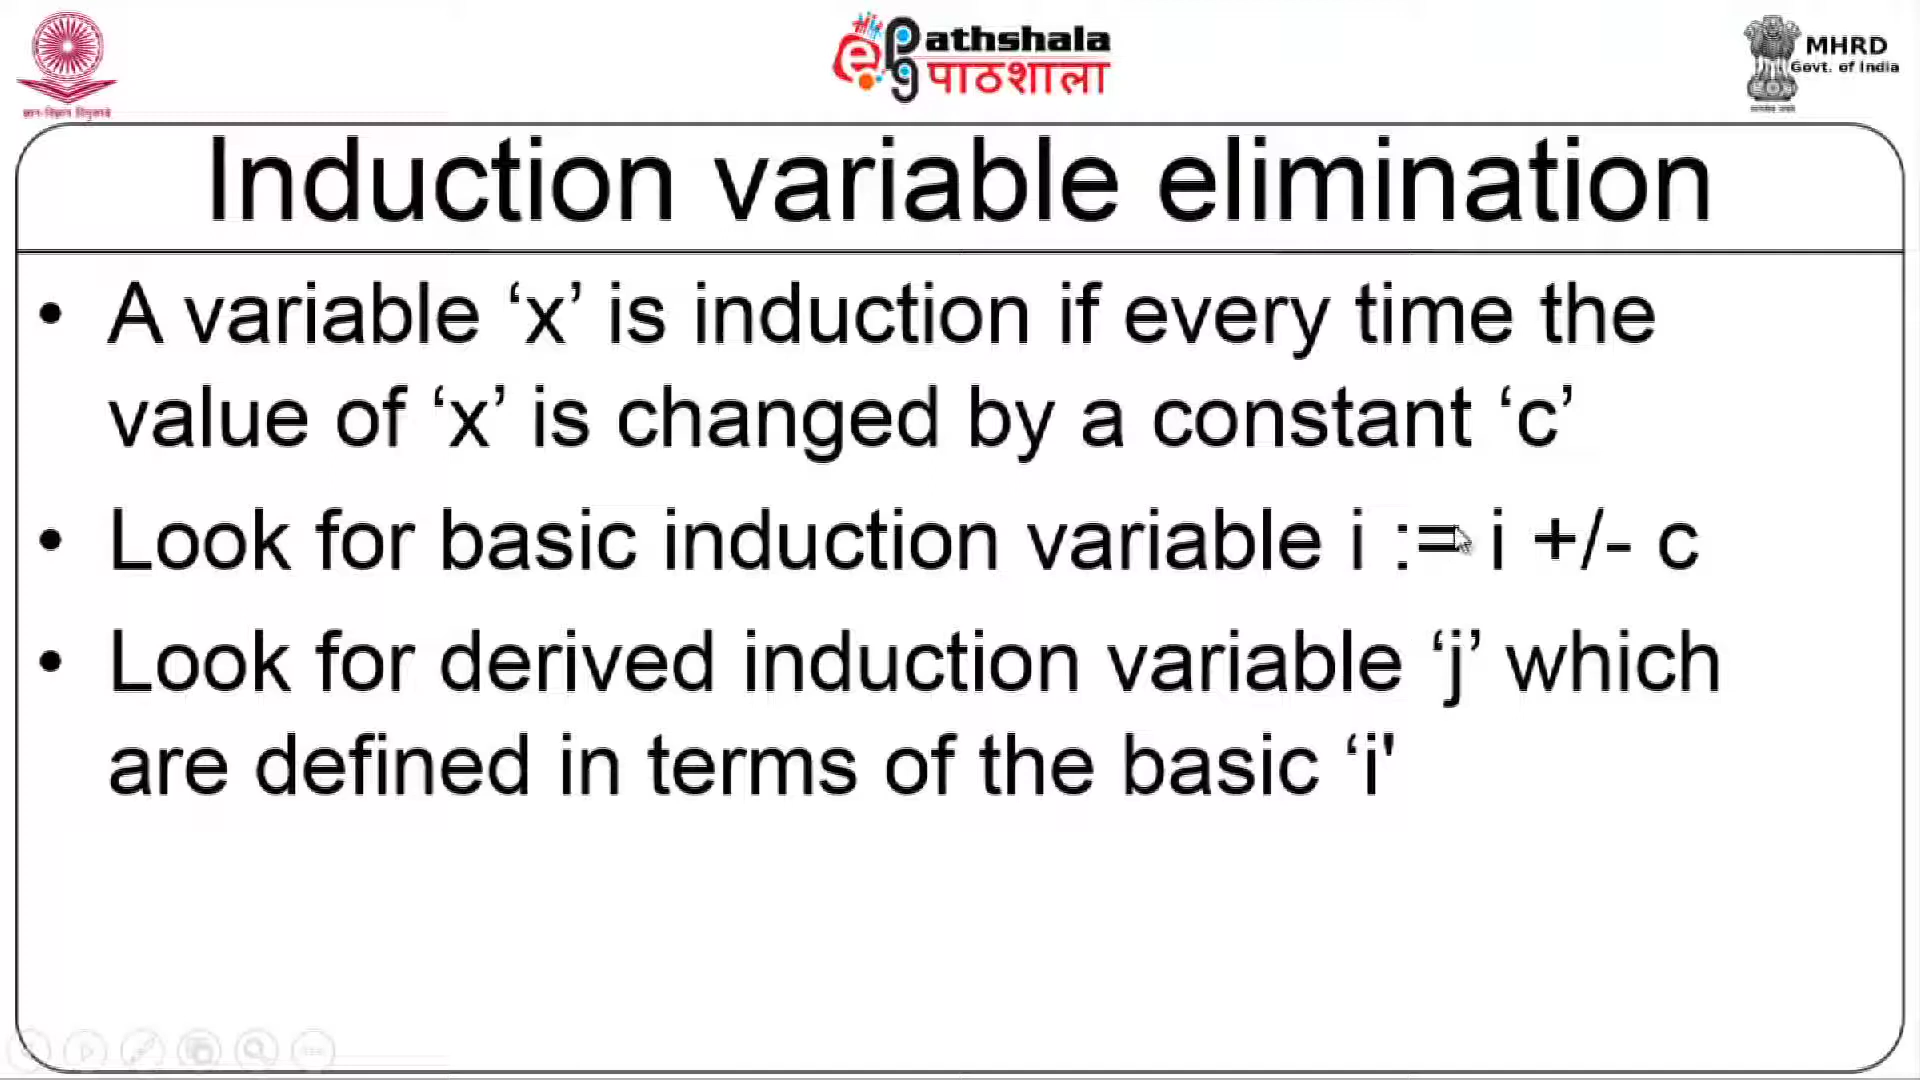 ज्ञान-विज्ञान विमुक्तये
Pathshala
पाठशाला
MHRD
Govt. of India
Induction variable elimination
• A variable ‘x’ is induction if every time the
value of ‘x’ is changed by a constant ‘c’
• Look for basic induction variable i := i +/- c
• Look for derived induction variable ‘j’ which
are defined in terms of the basic ‘i'